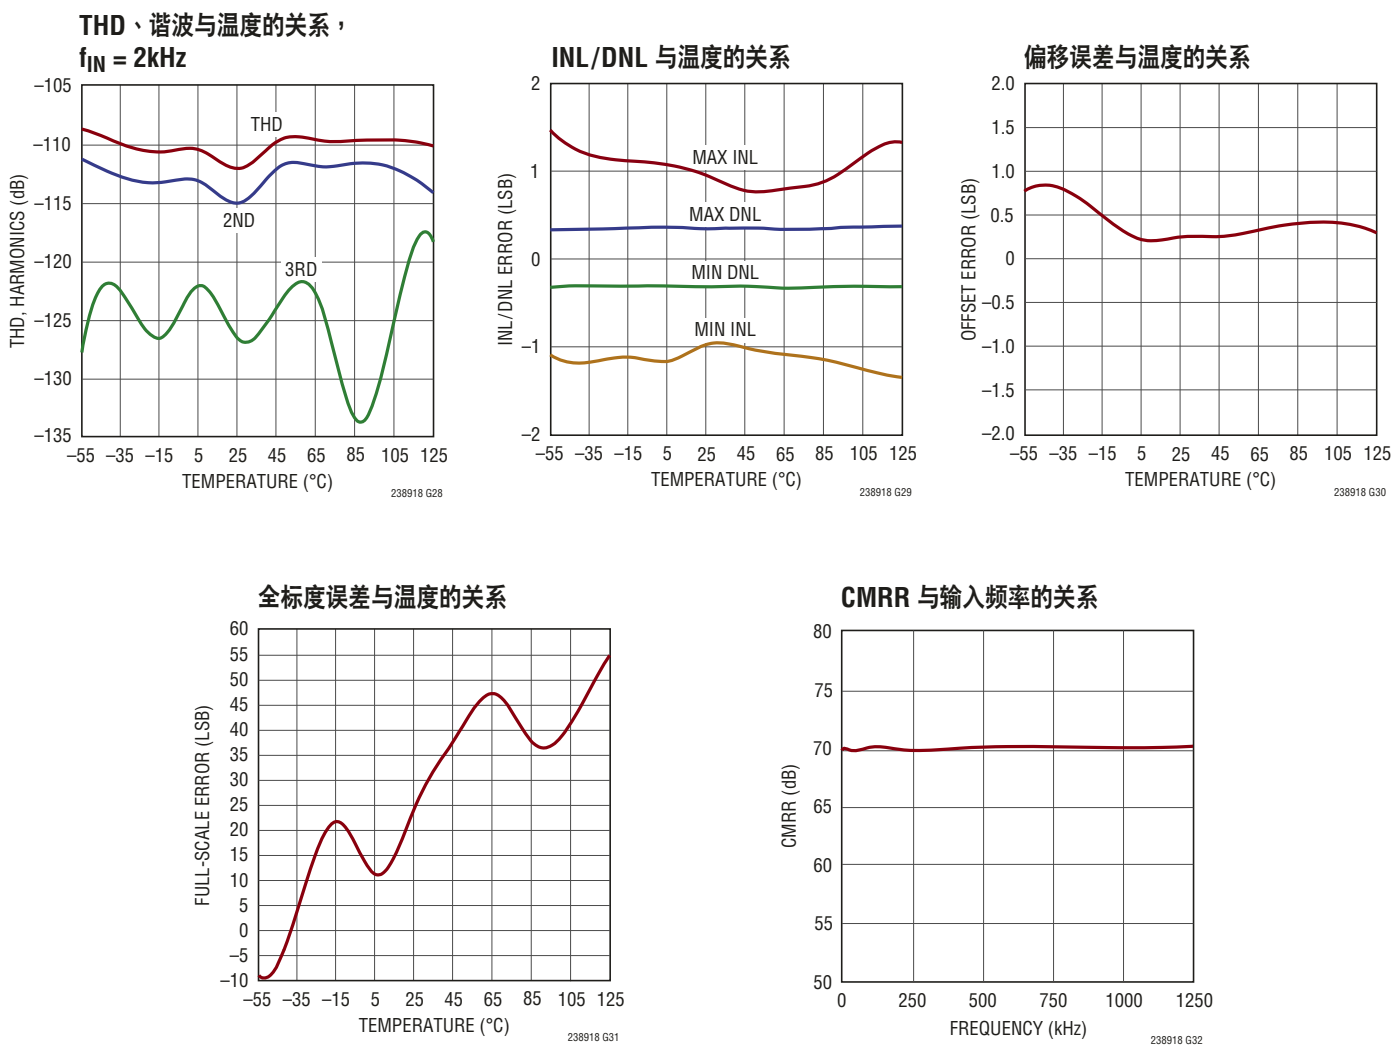 THD、谐波与温度的关系，
fIN = 2kHz
THD, HARMONICS (dB)
–105
–110
–115
–120
–125
–130
–135
THD
2ND
3RD
–55 –35 –15 5 25 45 65 85 105 125
TEMPERATURE (°C)
238918 G28
INL/DNL 与温度的关系
INL/DNL ERROR (LSB)
2
1
0
–1
–2
MAX INL
MAX DNL
MIN DNL
MIN INL
–55 –35 –15 5 25 45 65 85 105 125
TEMPERATURE (°C)
238918 G29
偏移误差与温度的关系
OFFSET ERROR (LSB)
2.0
1.5
1.0
0.5
0
–0.5
–1.0
–1.5
–2.0
–55 –35 –15 5 25 45 65 85 105 125
TEMPERATURE (°C)
238918 G30
全标度误差与温度的关系
FULL-SCALE ERROR (LSB)
60
55
50
45
40
35
30
25
20
15
10
5
0
–5
–10
–55 –35 –15 5 25 45 65 85 105 125
TEMPERATURE (°C)
238918 G31
CMRR 与输入频率的关系
CMRR (dB)
80
75
70
65
60
55
50
0 250 500 750 1000 1250
FREQUENCY (kHz)
238918 G32